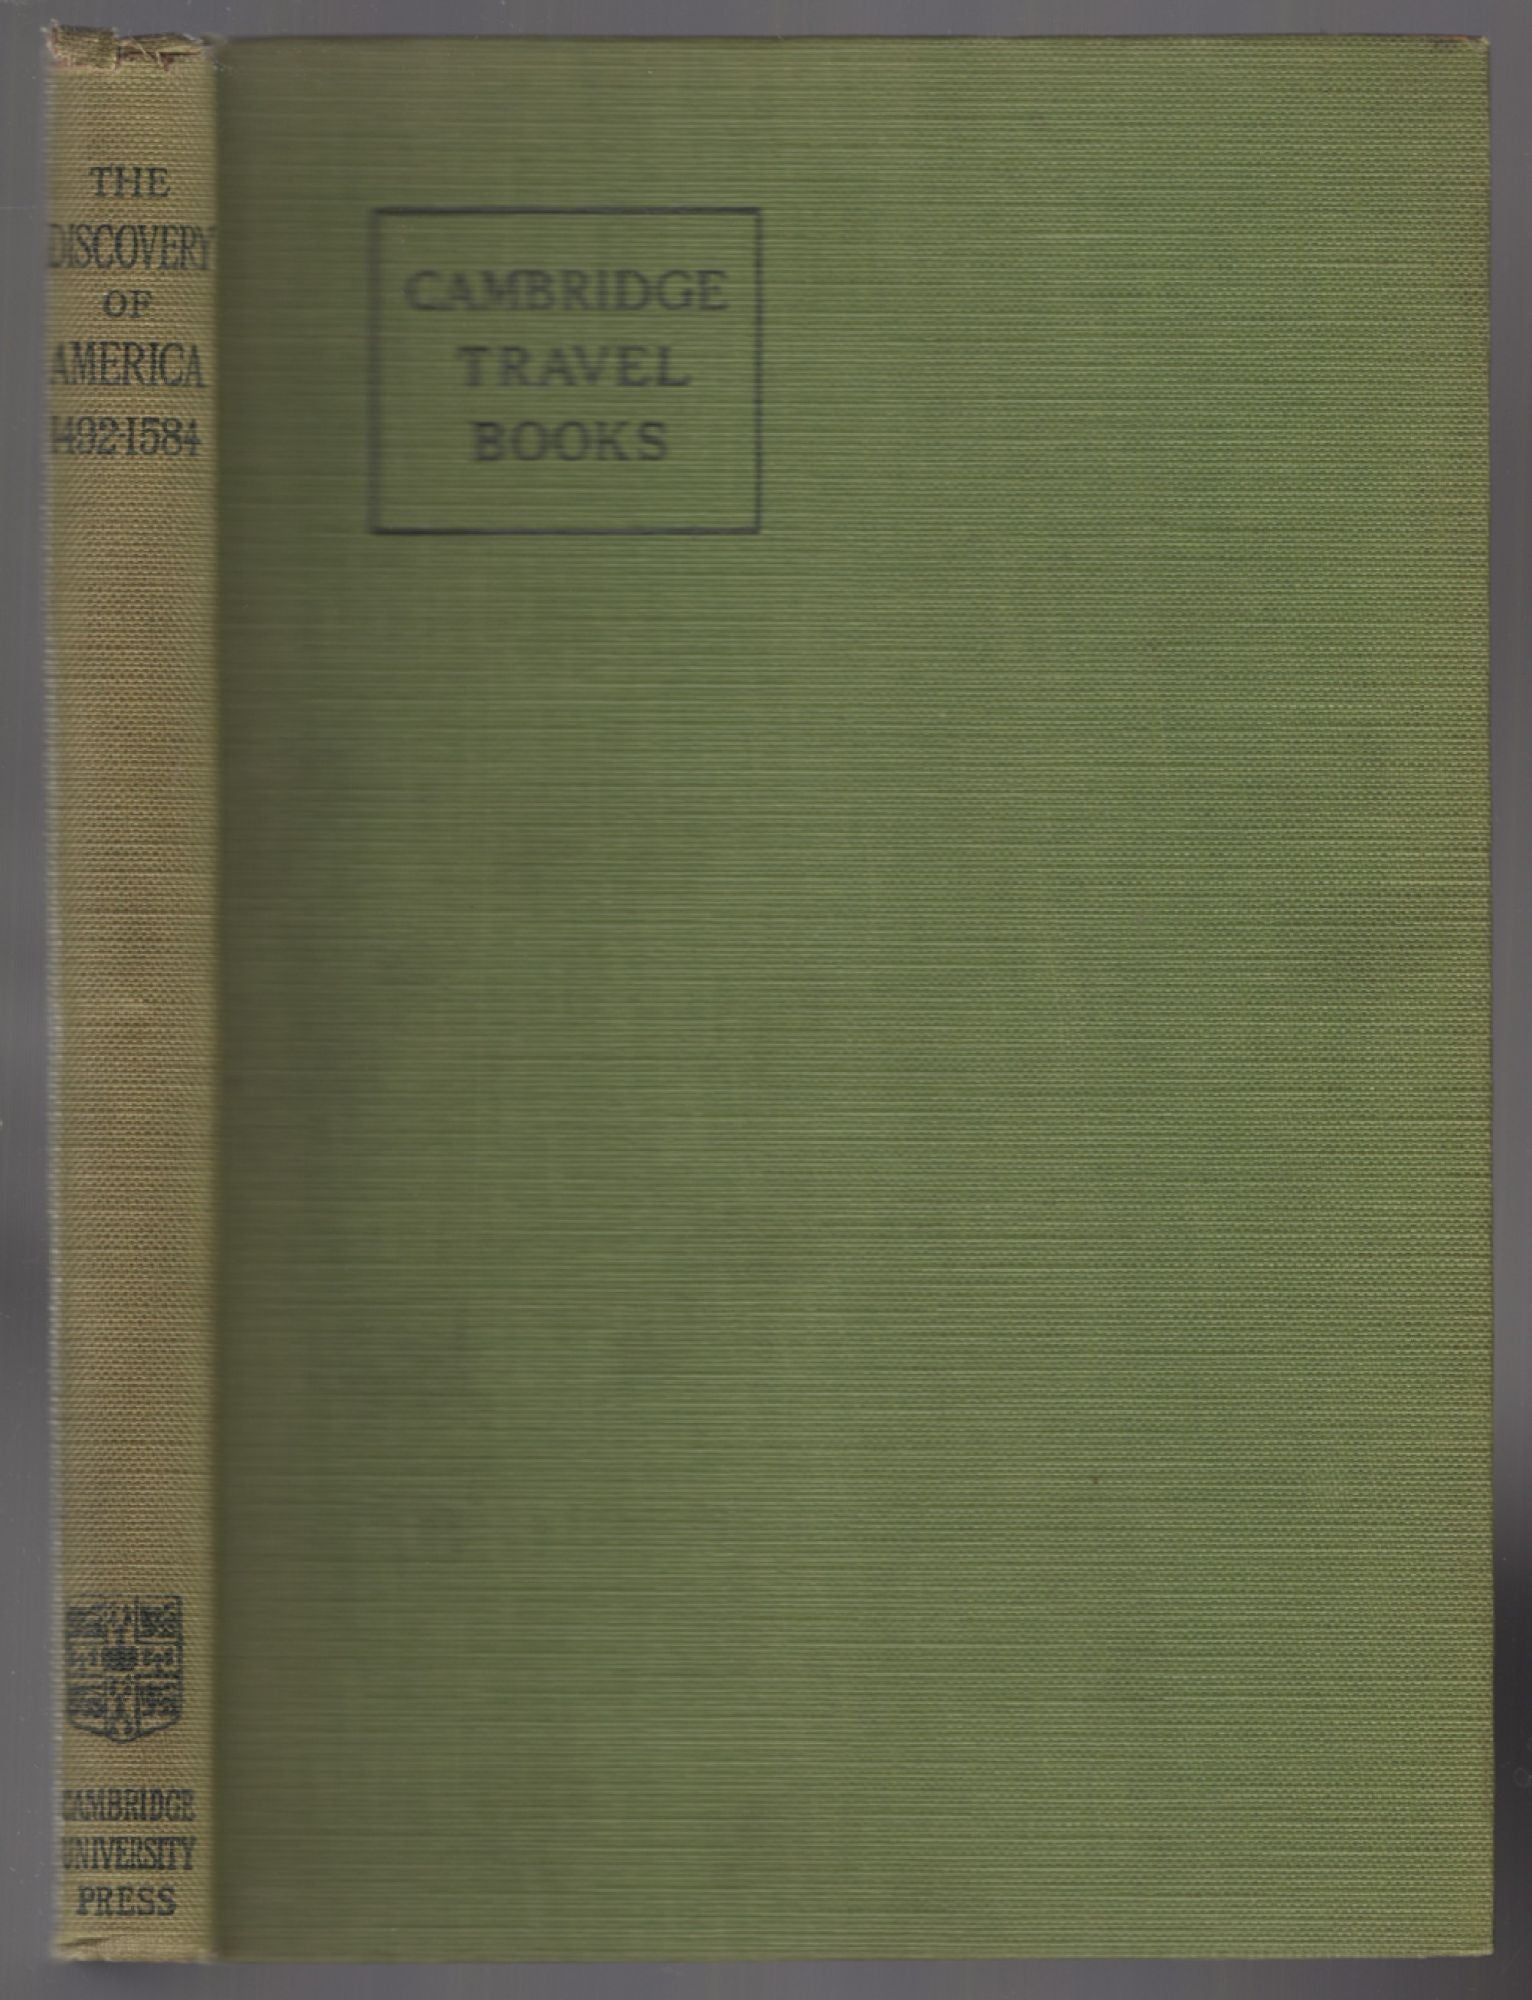 THE
DISCOVERY
OF
AMERICA
1492-1584
CAMBRIDGE
UNIVERSITY
PRESS
CAMBRIDGE
TRAVEL
BOOKS